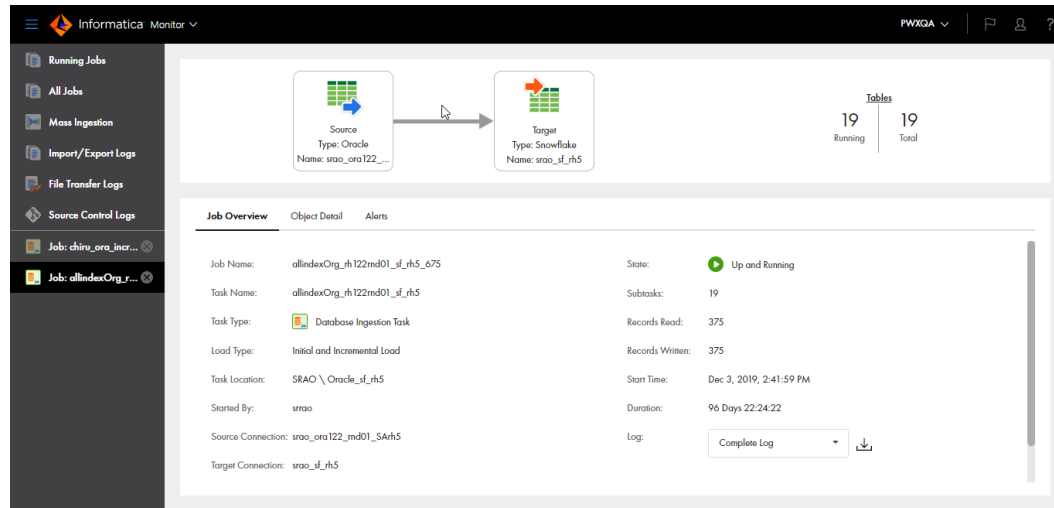 Informatica Monitor
PWXQA
?
Running Jobs
All Jobs
Mass Ingestion
Import/Export Logs
File Transfer Logs
Source Control Logs
Job: chiru_ora_incr...
Job: allindexOrg_r...
Source
Type: Oracle
Name: srao_ora122_...
Target
Type: Snowflake
Name: srao_sf_rh5
Tables
19 19
Running Total
Job Overview Object Detail Alerts
Job Name: allindexOrg_rh122rnd01_sf_rh5_675
Task Name: allindexOrg_rh122rnd01_sf_rh5
Task Type: Database Ingestion Task
Load Type: Initial and Incremental Load
Task Location: SRAO \ Oracle_sf_rh5
Started By: srrao
Source Connection: srao_ora122_rnd01_SArh5
Target Connection: srao_sf_rh5
State: Up and Running
Subtasks: 19
Records Read: 375
Records Written: 375
Start Time: Dec 3, 2019, 2:41:59 PM
Duration: 96 Days 22:24:22
Log: Complete Log